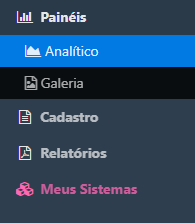 Painéis
Analítico
Galeria
Cadastro
Relatórios
Meus Sistemas